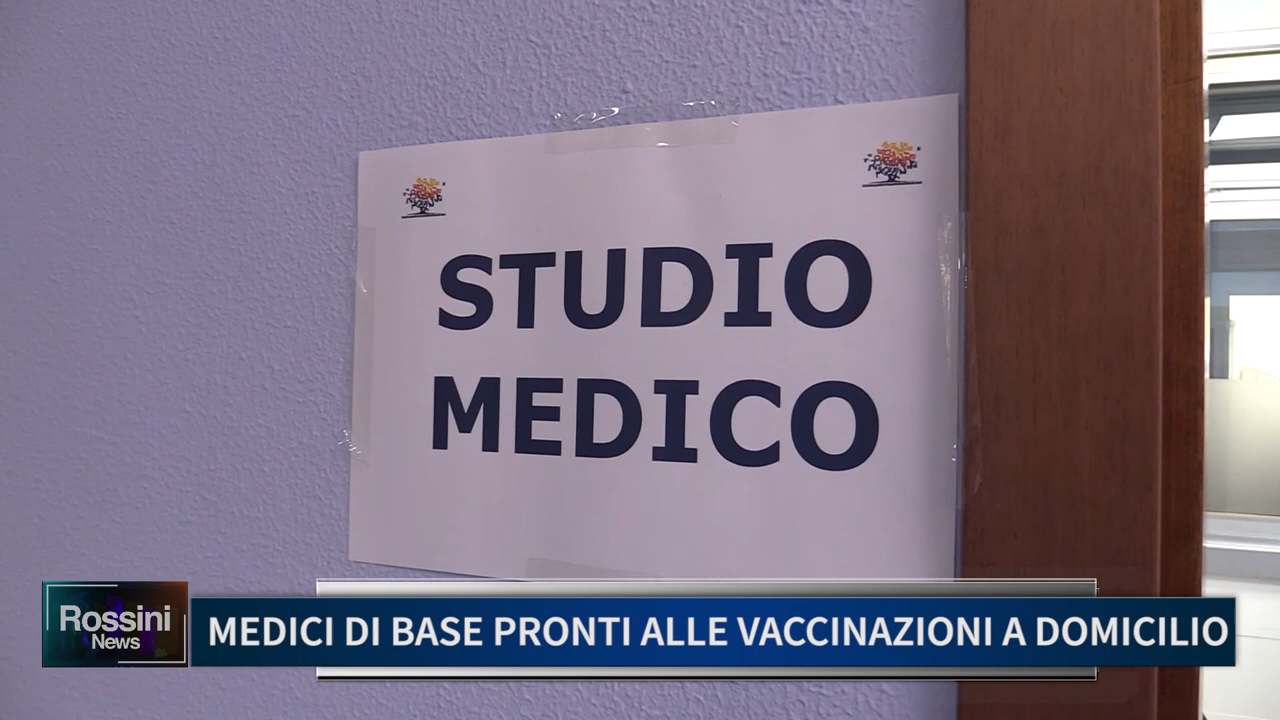 STUDIO
MEDICO
Rossini
News
MEDICI DI BASE PRONTI ALLE VACCINAZIONI A DOMICILIO